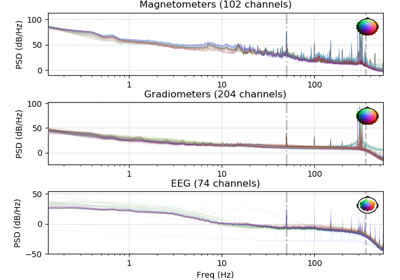 Magnetometers (102 channels)
PSD (dB/Hz)
100
50
0
1
10
100
Gradiometers (204 channels)
PSD (dB/Hz)
100
50
0
1
10
100
EEG (74 channels)
PSD (dB/Hz)
50
0
−50
1
10
100
Freq (Hz)